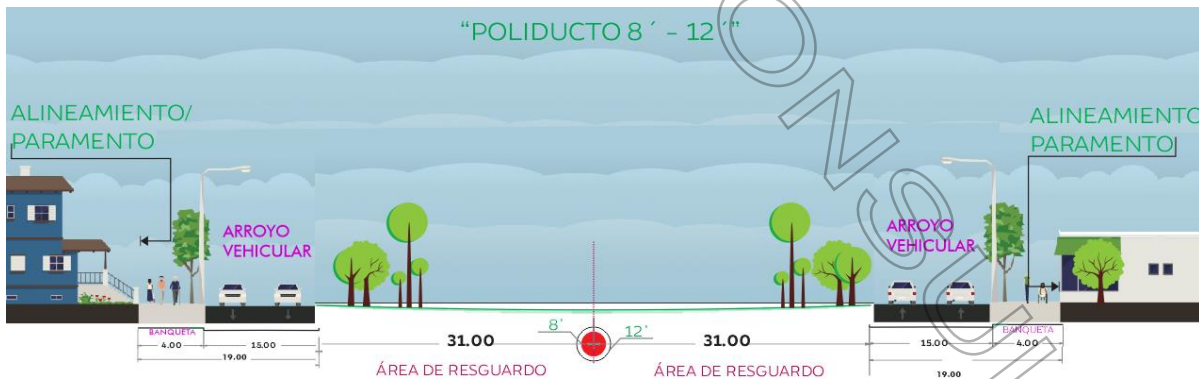 “POLIDUCTO 8 ´ - 12 ´´”
ALINEAMIENTO/
PARAMENTO
ALINEAMIENTO
PARAMENTO
ARROYO
VEHICULAR
ARROYO
VEHICULAR
BANQUETA
4.00
15.00
19.00
31.00
8'
12'
31.00
ÁREA DE RESGUARDO
ÁREA DE RESGUARDO
BANQUETA
15.00
4.00
19.00
ONSU